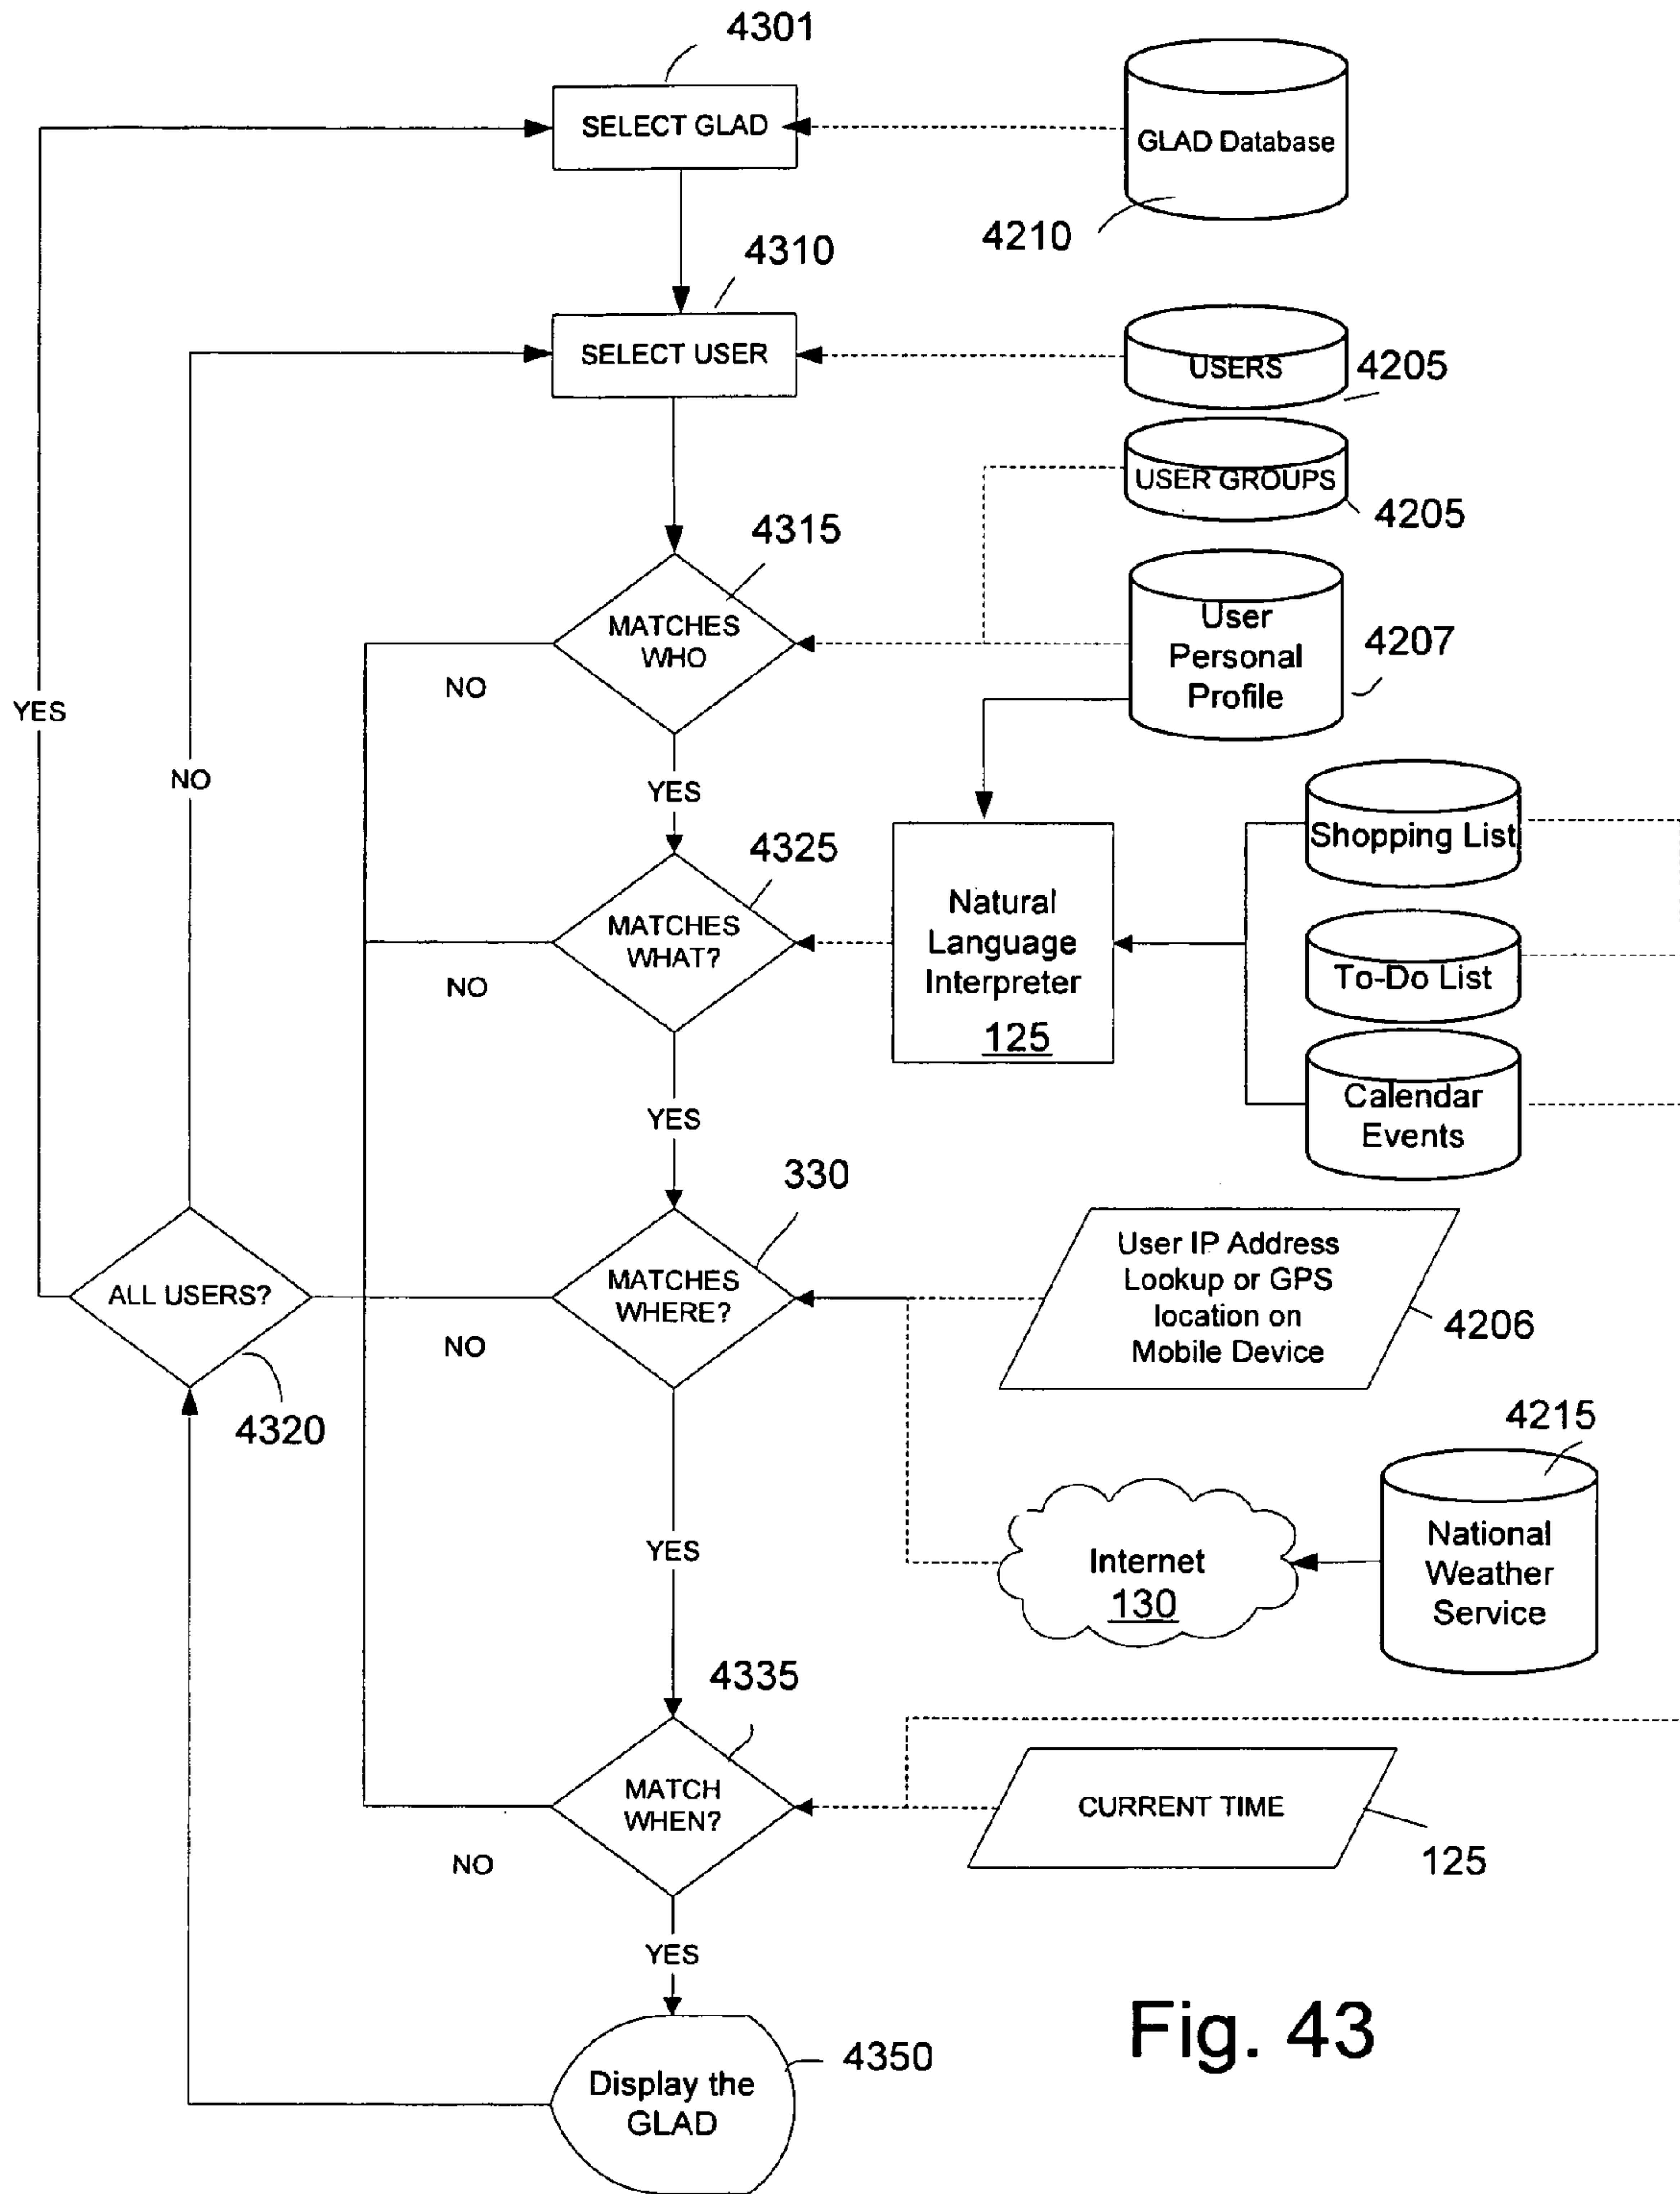 4301
SELECT GLAD
GLAD Database
4210
4310
SELECT USER
USERS
4205
USER GROUPS
4205
4315
MATCHES
WHO
NO
YES
User
Personal
Profile
4207
YES
NO
4325
MATCHES
WHAT?
NO
YES
Natural
Language
Interpreter
125
Shopping List
To-Do List
Calendar
Events
330
MATCHES
WHERE?
NO
YES
ALL USERS?
4320
User IP Address
Lookup or GPS
location on
Mobile Device
4206
4215
National
Weather
Service
Internet
130
4335
MATCH
WHEN?
NO
YES
CURRENT TIME
125
Display the
GLAD
4350
Fig. 43